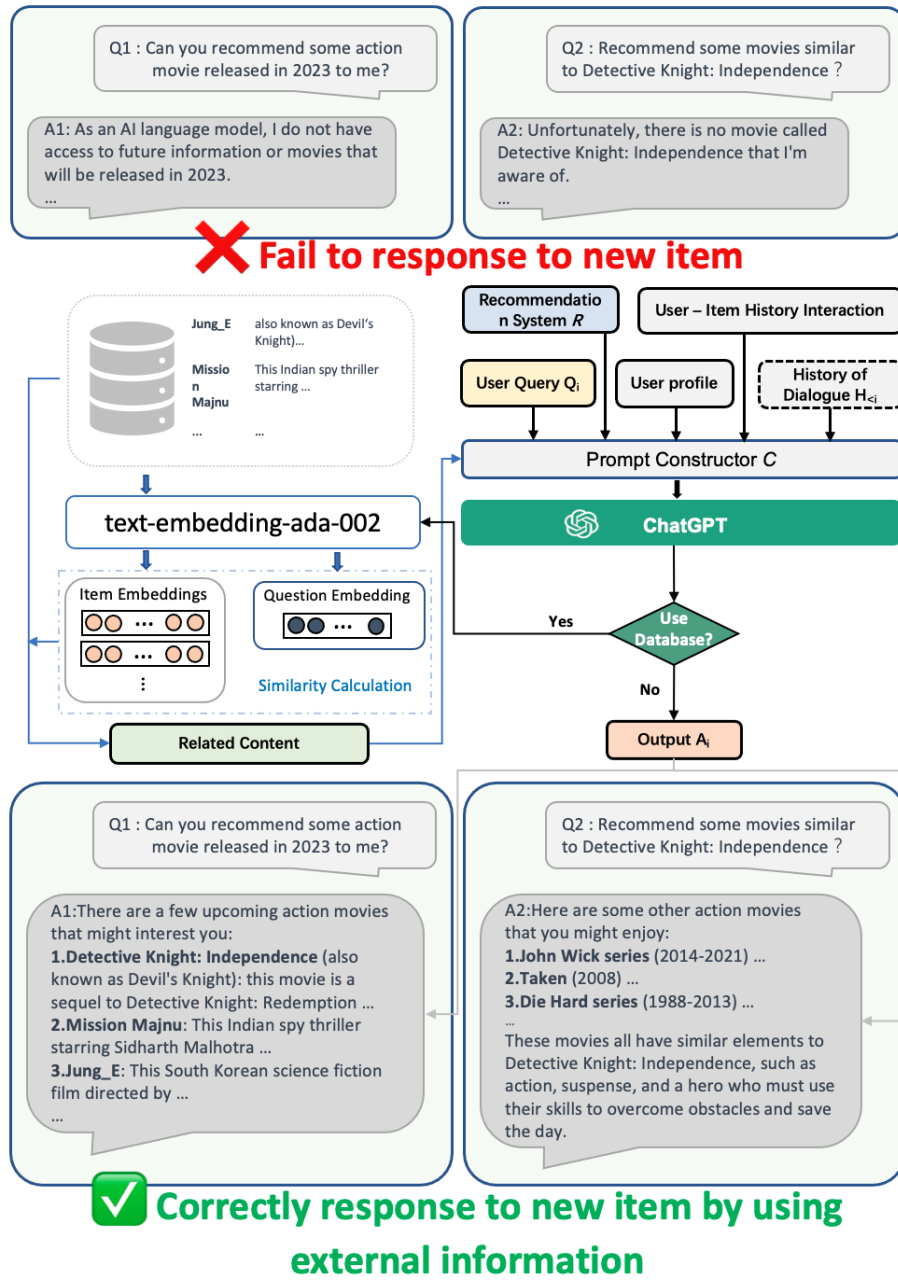 Q1 : Can you recommend some action
movie released in 2023 to me?
A1: As an AI language model, I do not have
access to future information or movies that
will be released in 2023.
...
Q2 : Recommend some movies similar
to Detective Knight: Independence ?
A2: Unfortunately, there is no movie called
Detective Knight: Independence that I'm
aware of.
...
Fail to response to new item
Jung_E
also known as Devil's
Knight)...
Missio
n
Majnu
This Indian spy thriller
starring ...
...
...
text-embedding-ada-002
Item Embeddings
...
...
⋮
Question Embedding
...
Similarity Calculation
Related Content
Recommendatio
n System R
User – Item History Interaction
User Query Qi
User profile
History of
Dialogue H<i
Prompt Constructor C
ChatGPT
Use
Database?
Yes
No
Output Ai
Q1 : Can you recommend some action
movie released in 2023 to me?
A1:There are a few upcoming action movies
that might interest you:
1.Detective Knight: Independence (also
known as Devil's Knight): this movie is a
sequel to Detective Knight: Redemption ...
2.Mission Majnu: This Indian spy thriller
starring Sidharth Malhotra ...
3.Jung_E: This South Korean science fiction
film directed by ...
...
Q2 : Recommend some movies similar
to Detective Knight: Independence ?
A2:Here are some other action movies
that you might enjoy:
1.John Wick series (2014-2021) ...
2.Taken (2008) ...
3.Die Hard series (1988-2013) ...
...
These movies all have similar elements to
Detective Knight: Independence, such as
action, suspense, and a hero who must use
their skills to overcome obstacles and save
the day.
Correctly response to new item by using
external information